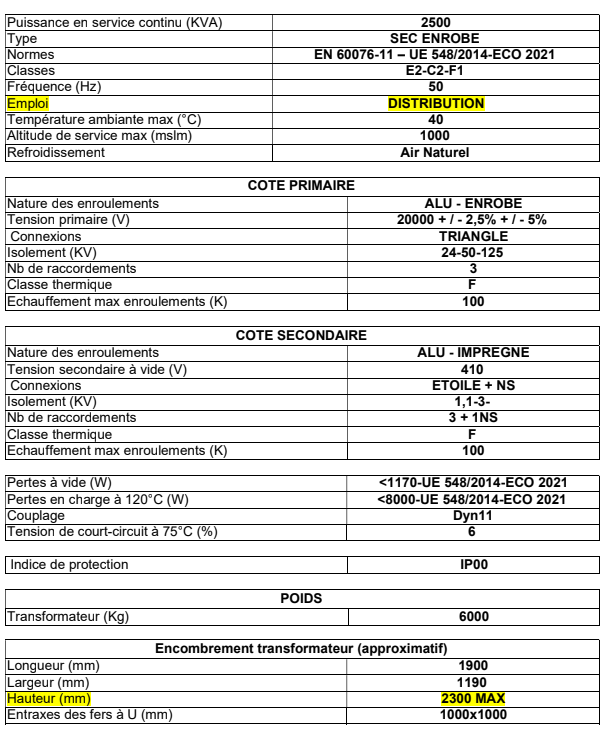 Puissance en service continu (KVA) 2500
Type SEC ENROBE
Normes EN 60076-11 – UE 548/2014-ECO 2021
Classes E2-C2-F1
Fréquence (Hz) 50
Emploi DISTRIBUTION
Température ambiante max (°C) 40
Altitude de service max (mslm) 1000
Refroidissement Air Naturel
COTE PRIMAIRE
Nature des enroulements ALU - ENROBE
Tension primaire (V) 20000 + / - 2,5% + / - 5%
Connexions TRIANGLE
Isolement (KV) 24-50-125
Nb de raccordements 3
Classe thermique F
Echauffement max enroulements (K) 100
COTE SECONDAIRE
Nature des enroulements ALU - IMPREGNE
Tension secondaire à vide (V) 410
Connexions ETOILE + NS
Isolement (KV) 1,1-3-
Nb de raccordements 3 + 1NS
Classe thermique F
Echauffement max enroulements (K) 100
Pertes à vide (W) <1170-UE 548/2014-ECO 2021
Pertes en charge à 120°C (W) <8000-UE 548/2014-ECO 2021
Couplage Dyn11
Tension de court-circuit à 75°C (%) 6
Indice de protection IP00
POIDS
Transformateur (Kg) 6000
Encombrement transformateur (approximatif)
Longueur (mm) 1900
Largeur (mm) 1190
Hauteur (mm) 2300 MAX
Entraxes des fers à U (mm) 1000x1000